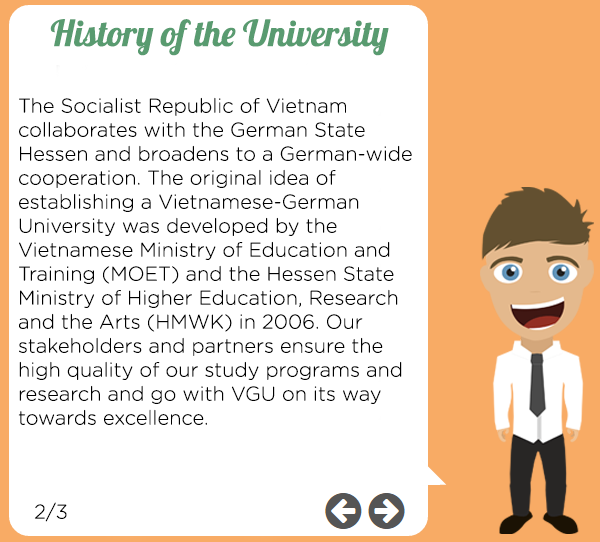 History of the University
The Socialist Republic of Vietnam
collaborates with the German State
Hessen and broadens to a German-wide
cooperation. The original idea of
establishing a Vietnamese-German
University was developed by the
Vietnamese Ministry of Education and
Training (MOET) and the Hessen State
Ministry of Higher Education, Research
and the Arts (HMWK) in 2006. Our
stakeholders and partners ensure the
high quality of our study programs and
research and go with VGU on its way
towards excellence.
2/3